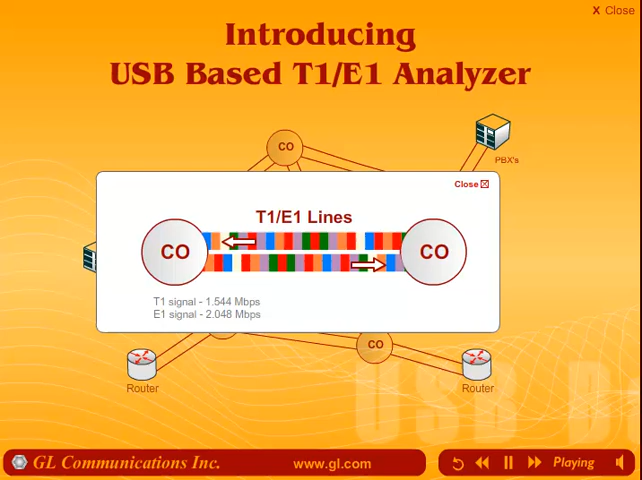 X Close
Introducing
USB Based T1/E1 Analyzer
CO
PBX's
Close
T1/E1 Lines
CO
CO
T1 signal - 1.544 Mbps
E1 signal - 2.048 Mbps
CO
Router
Router
USB B
GL Communications Inc.
www.gl.com
Playing